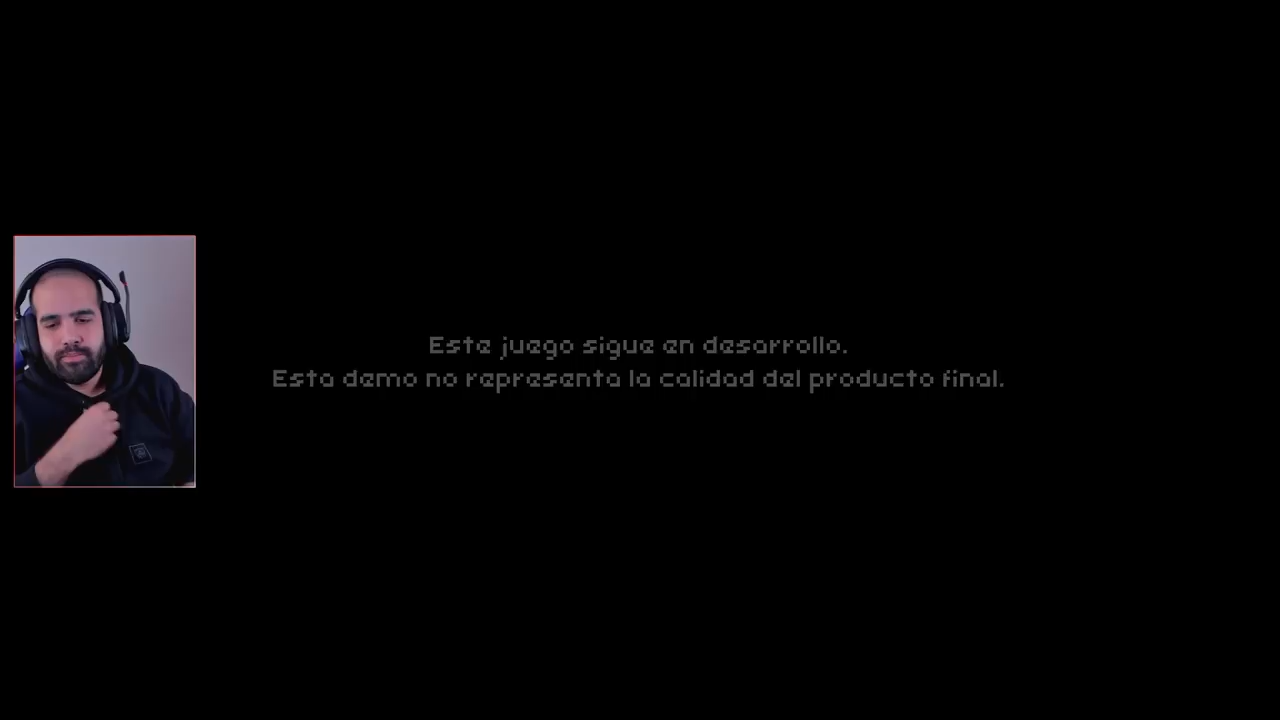 Este juego sigue en desarrollo.
Esta demo no representa la calidad del producto final.